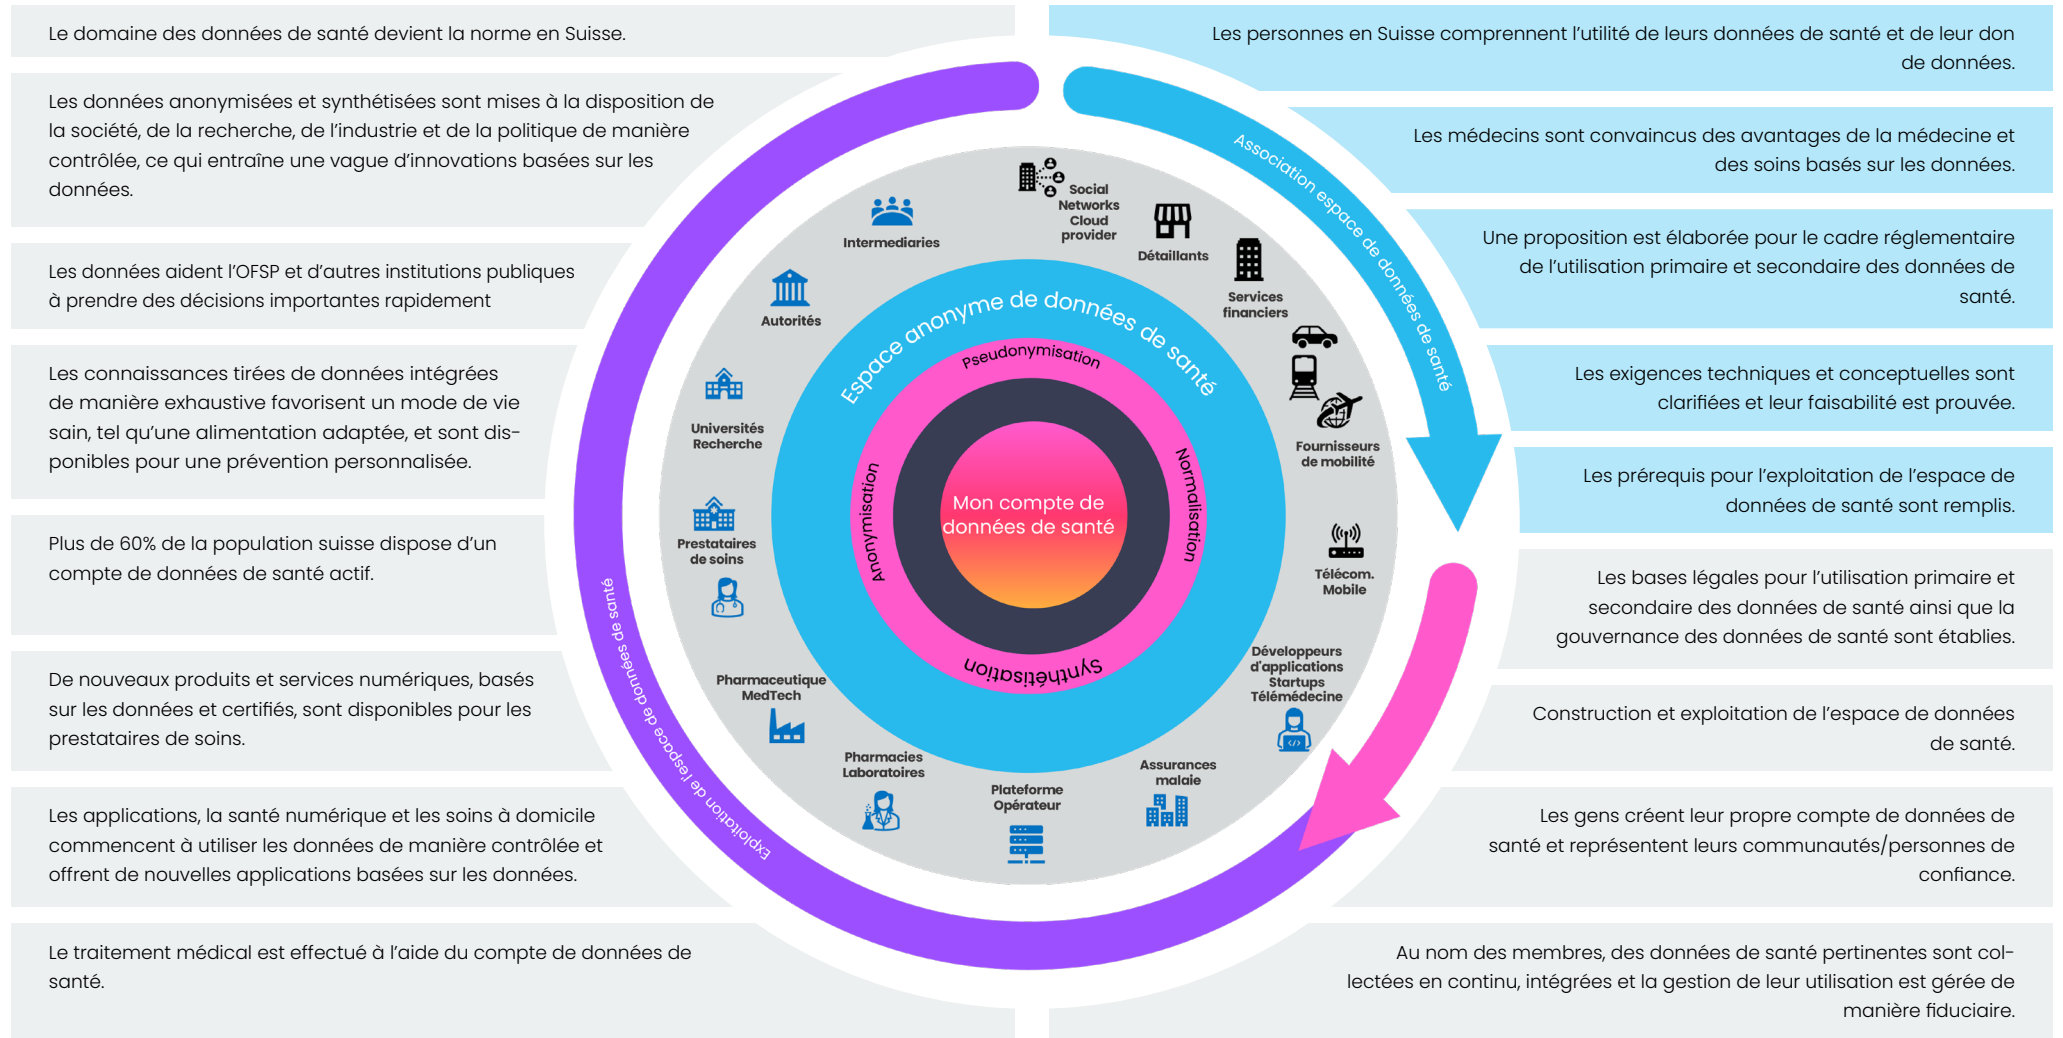 Le domaine des données de santé devient la norme en Suisse.
Les données anonymisées et synthétisées sont mises à la disposition de
la société, de la recherche, de l'industrie et de la politique de manière
contrôlée, ce qui entraîne une vague d'innovations basées sur les
données.
Les données aident l'OFSP et d'autres institutions publiques
à prendre des décisions importantes rapidement
Les connaissances tirées de données intégrées
de manière exhaustive favorisent un mode de vie
sain, tel qu'une alimentation adaptée, et sont dis-
ponibles pour une prévention personnalisée.
Plus de 60% de la population suisse dispose d'un
compte de données de santé actif.
De nouveaux produits et services numériques, basés
sur les données et certifiés, sont disponibles pour les
prestataires de soins.
Les applications, la santé numérique et les soins à domicile
commencent à utiliser les données de manière contrôlée et
offrent de nouvelles applications basées sur les données.
Le traitement médical est effectué à l'aide du compte de données de
santé.
Exploitation de l'espace de données de santé
Association espace de données de santé
Social
Networks
Cloud
provider
Détaillants
Services
financiers
Fournisseurs
de mobilité
Télécom.
Mobile
Développeurs
d'applications
Startups
Télémédecine
Assurances
malaie
Plateforme
Opérateur
Pharmacies
Laboratoires
Pharmaceutique
MedTech
Prestataires
de soins
Universités
Recherche
Autorités
Intermediaries
Espace anonyme de données de santé
Pseudonymisation
Normalisation
Synthétisation
Anonymisation
Mon compte de
données de santé
Les personnes en Suisse comprennent l'utilité de leurs données de santé et de leur don
de données.
Les médecins sont convaincus des avantages de la médecine et
des soins basés sur les données.
Une proposition est élaborée pour le cadre réglementaire
de l'utilisation primaire et secondaire des données de
santé.
Les exigences techniques et conceptuelles sont
clarifiées et leur faisabilité est prouvée.
Les prérequis pour l'exploitation de l'espace de
données de santé sont remplis.
Les bases légales pour l'utilisation primaire et
secondaire des données de santé ainsi que la
gouvernance des données de santé sont établies.
Construction et exploitation de l'espace de données
de santé.
Les gens créent leur propre compte de données de
santé et représentent leurs communautés/personnes de
confiance.
Au nom des membres, des données de santé pertinentes sont col-
lectées en continu, intégrées et la gestion de leur utilisation est gérée de
manière fiduciaire.